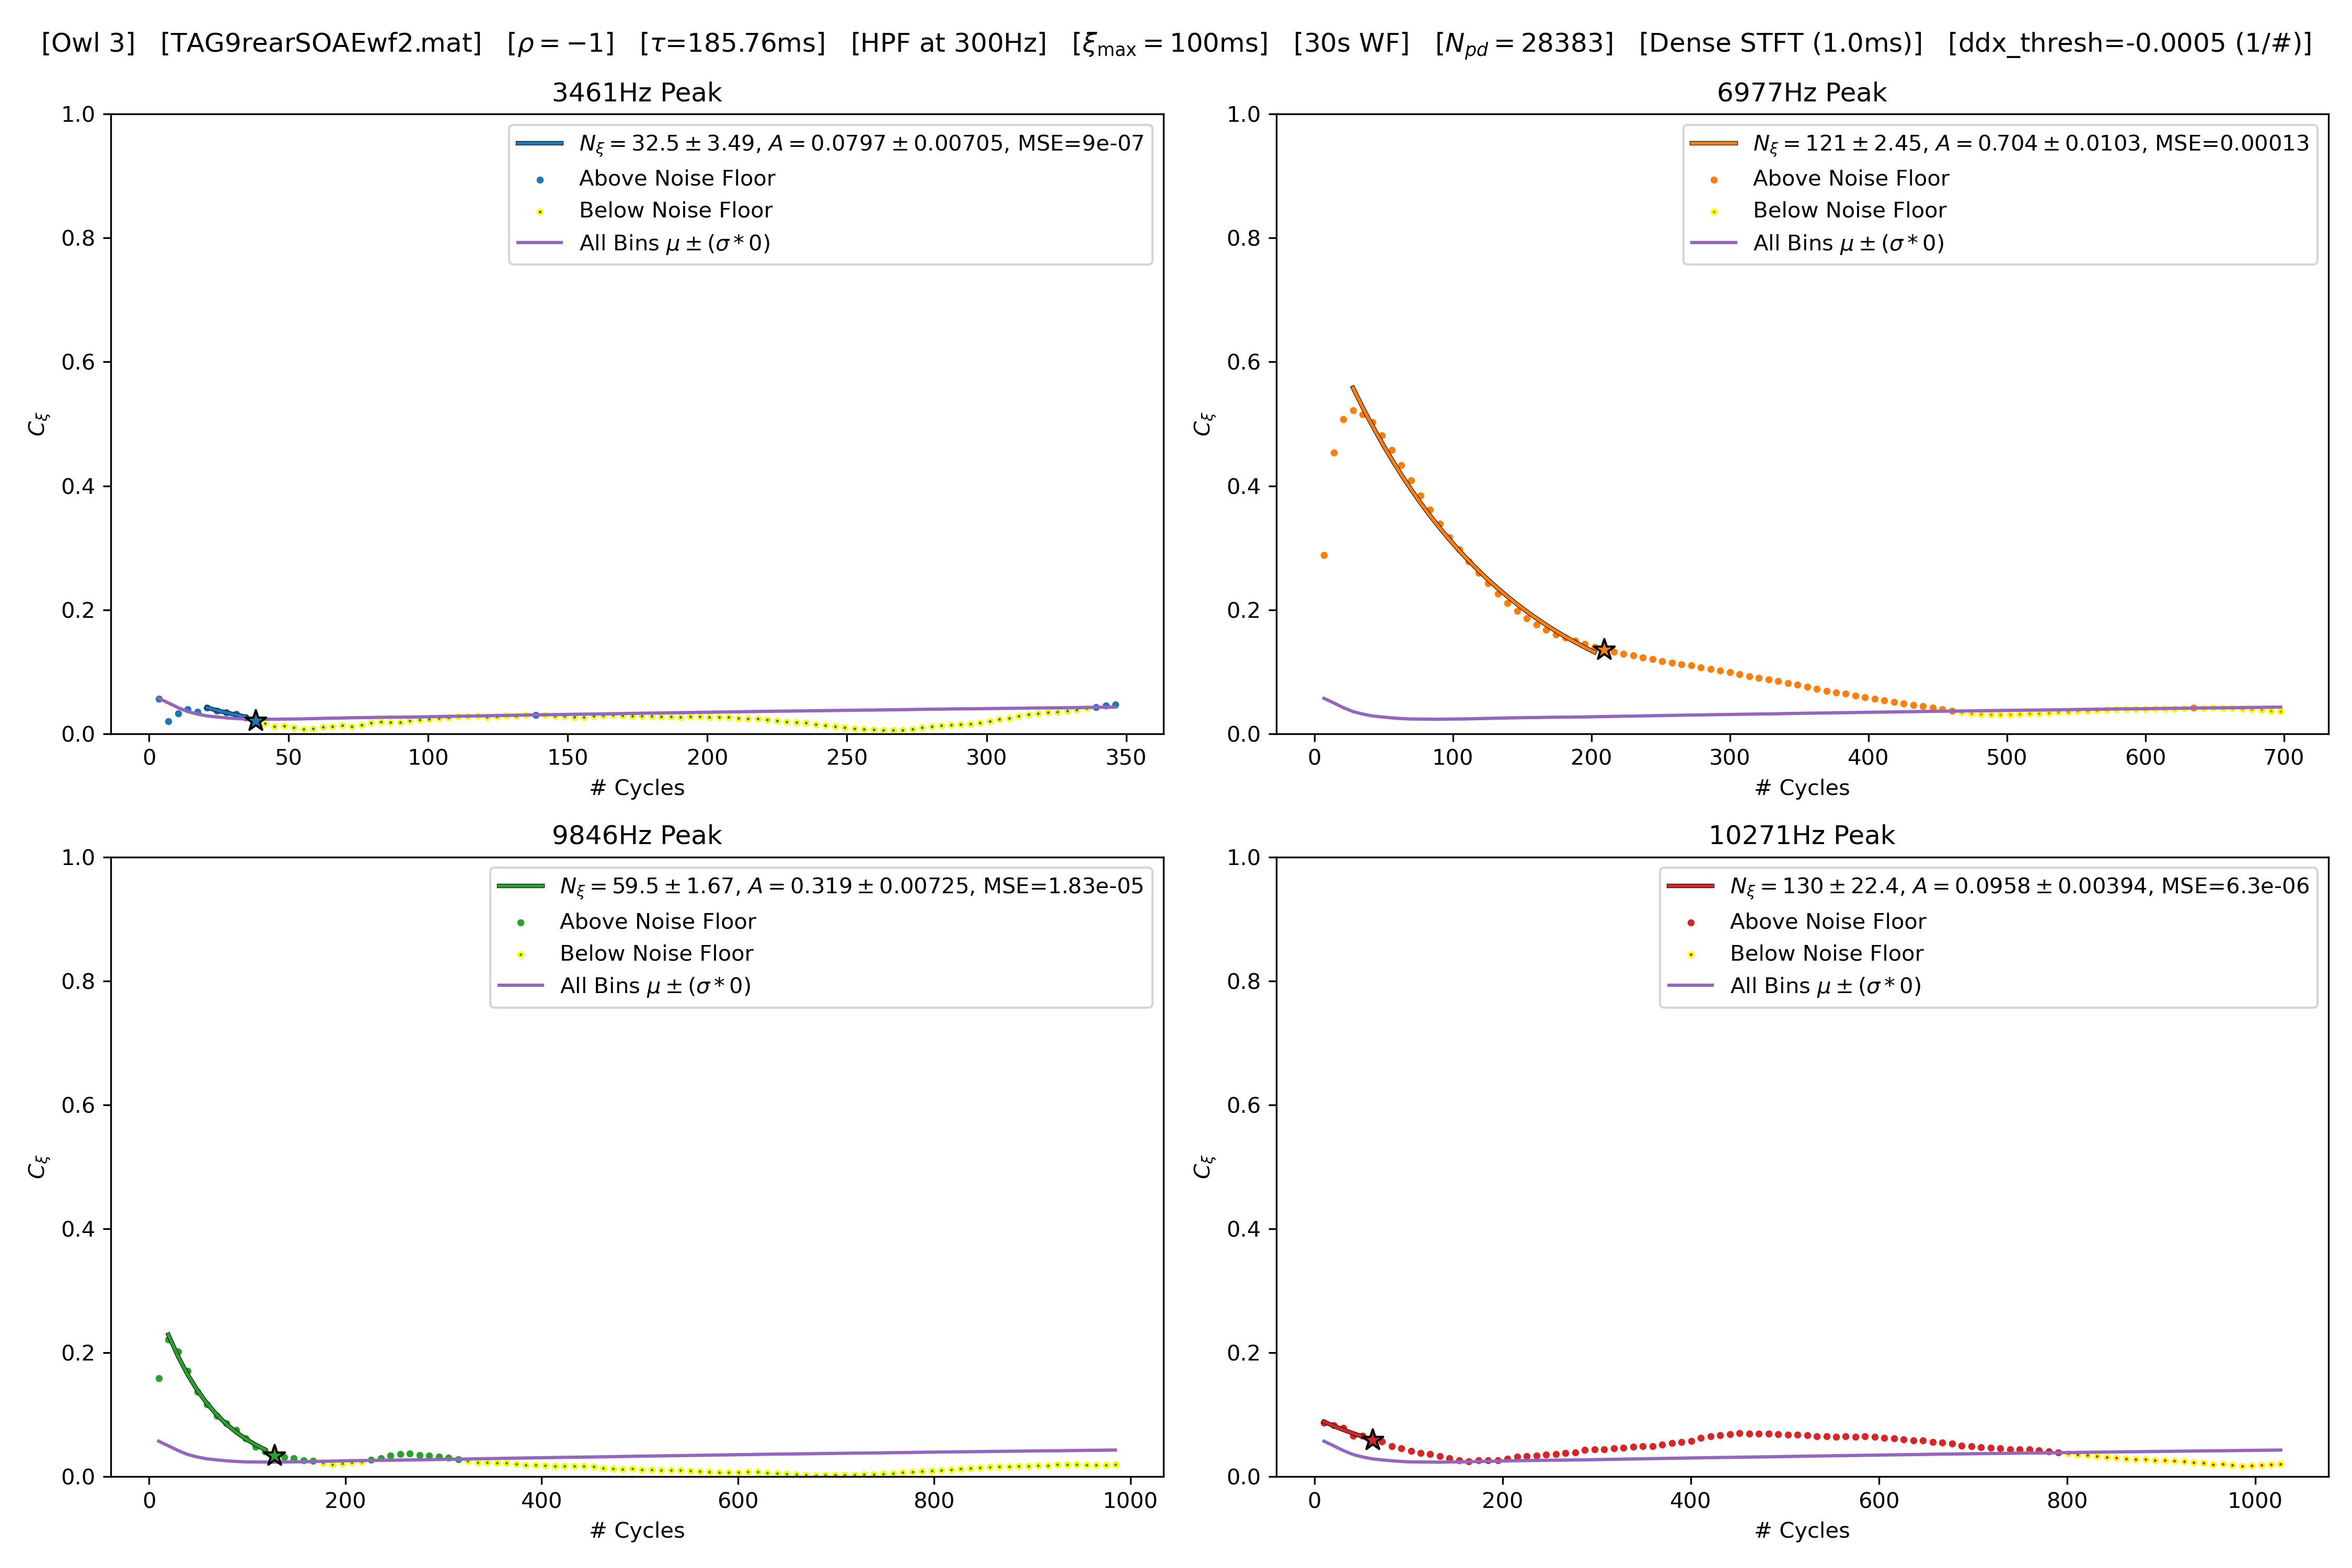 [Owl 3] [TAG9rearSOAEwf2.mat] [ρ = −1] [τ=185.76ms] [HPF at 300Hz] [ξmax = 100ms] [30s WF] [Npd = 28383] [Dense STFT (1.0ms)] [ddx_thresh=-0.0005 (1/#)]
3461Hz Peak
Nξ = 32.5 ± 3.49, A = 0.0797 ± 0.00705, MSE=9e-07
Above Noise Floor
Below Noise Floor
All Bins μ ± (σ * 0)
1.0
0.8
0.6
0.4
0.2
0.0
Cξ
0 50 100 150 200 250 300 350
# Cycles
6977Hz Peak
Nξ = 121 ± 2.45, A = 0.704 ± 0.0103, MSE=0.00013
Above Noise Floor
Below Noise Floor
All Bins μ ± (σ * 0)
1.0
0.8
0.6
0.4
0.2
0.0
Cξ
0 100 200 300 400 500 600 700
# Cycles
9846Hz Peak
Nξ = 59.5 ± 1.67, A = 0.319 ± 0.00725, MSE=1.83e-05
Above Noise Floor
Below Noise Floor
All Bins μ ± (σ * 0)
1.0
0.8
0.6
0.4
0.2
0.0
Cξ
0 200 400 600 800 1000
# Cycles
10271Hz Peak
Nξ = 130 ± 22.4, A = 0.0958 ± 0.00394, MSE=6.3e-06
Above Noise Floor
Below Noise Floor
All Bins μ ± (σ * 0)
1.0
0.8
0.6
0.4
0.2
0.0
Cξ
0 200 400 600 800 1000
# Cycles